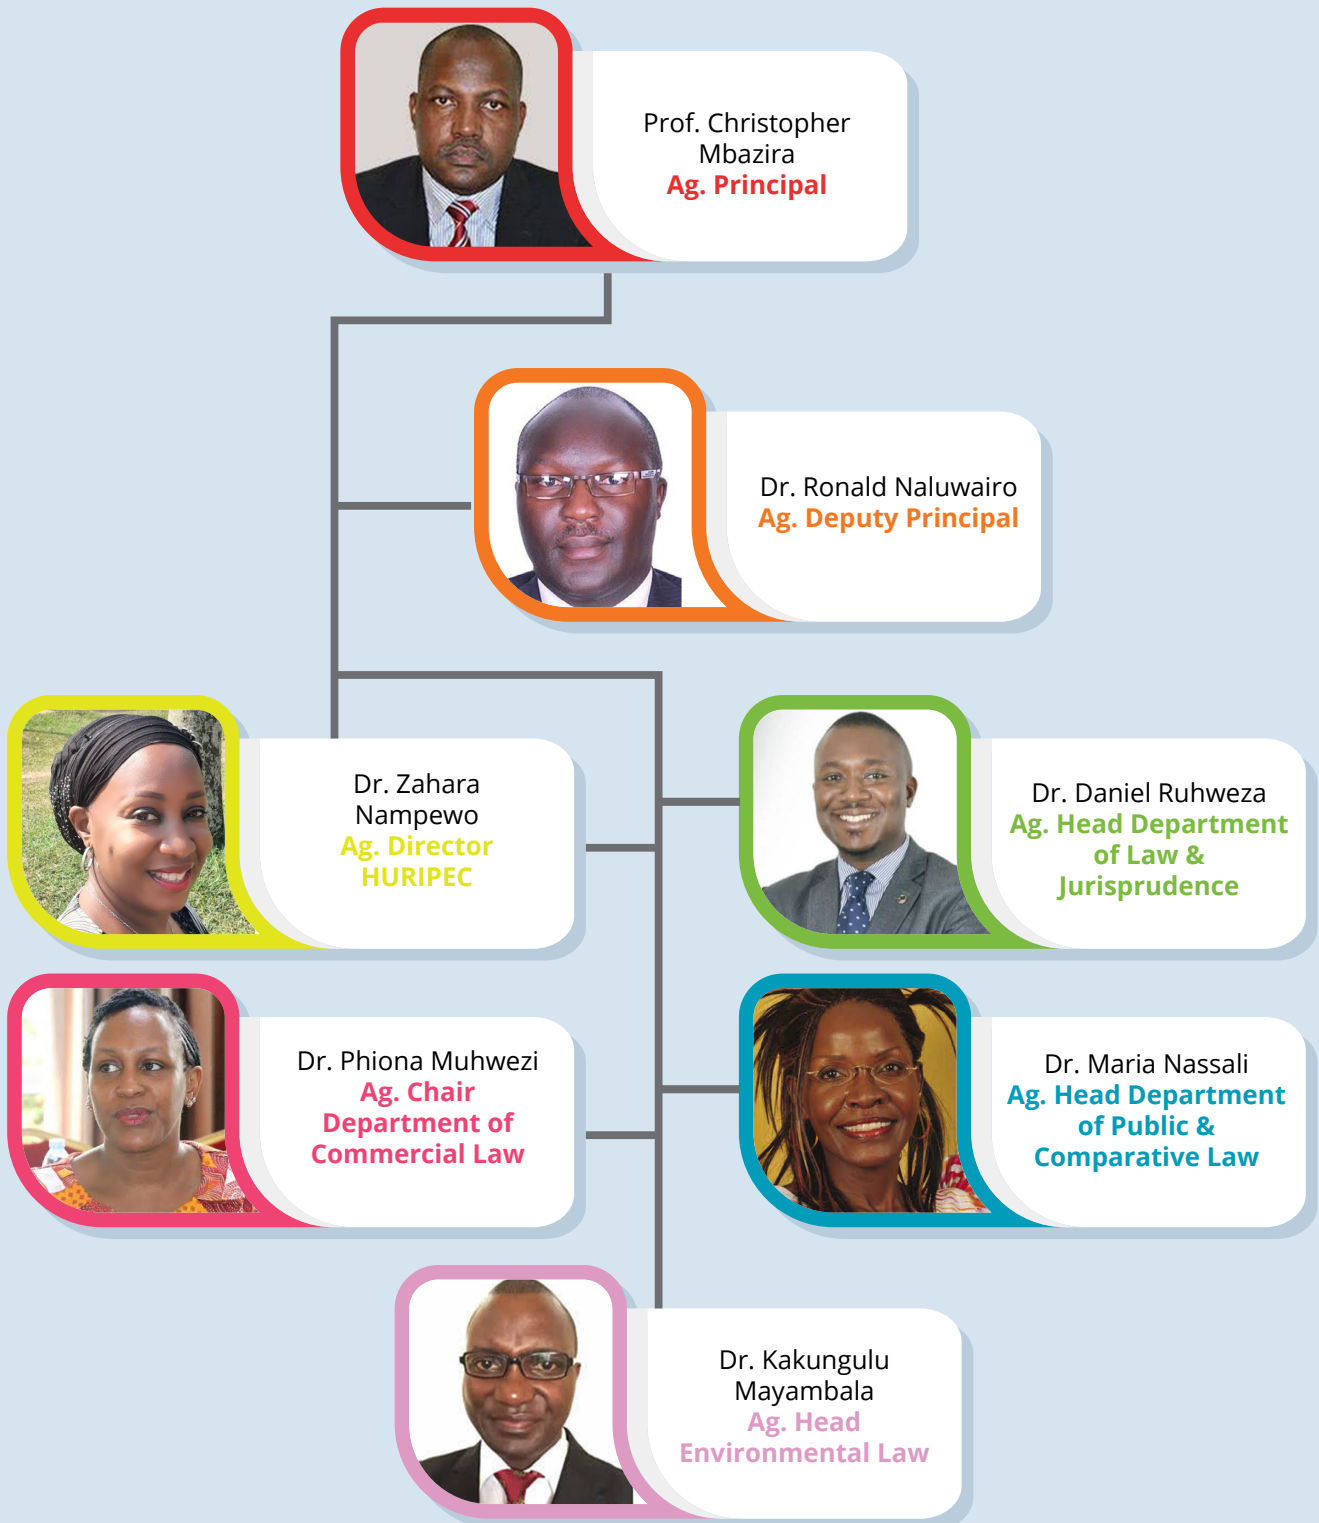 Prof. Christopher
Mbazira
Ag. Principal
Dr. Ronald Naluwairo
Ag. Deputy Principal
Dr. Zahara
Nampewo
Ag. Director
HURIPEC
Dr. Daniel Ruhweza
Ag. Head Department
of Law &
Jurisprudence
Dr. Phiona Muhwezi
Ag. Chair
Department of
Commercial Law
Dr. Maria Nassali
Ag. Head Department
of Public &
Comparative Law
Dr. Kakungulu
Mayambala
Ag. Head
Environmental Law